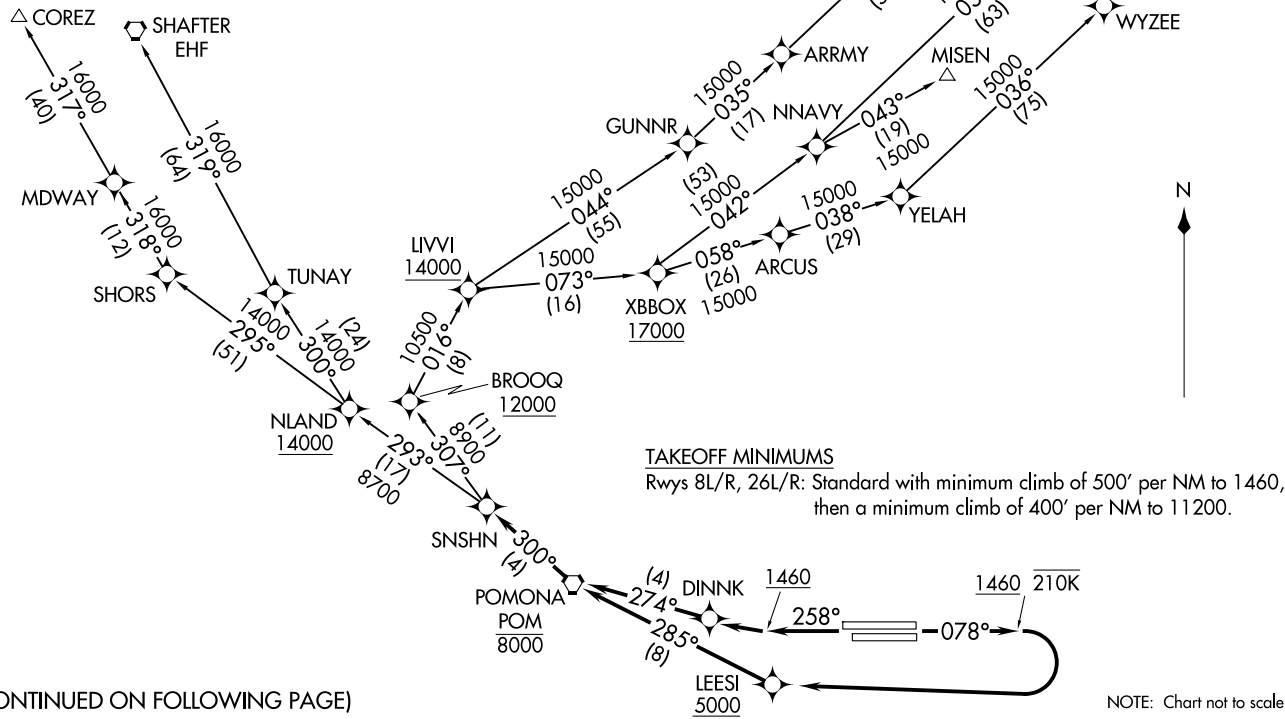 COREZ
SHAFTER
EHF
16000
317°
(40)
16000
319°
(64)
MDWAY
16000
318°
(12)
SHORS
TUNAY
14000
295°
(51)
(24)
14000
300°
NLAND
14000
293°
(17)
8700
(11)
8900
307°
BROOQ
12000
10500
016°
(8)
LIVVI
14000
15000
044°
(55)
GUNNR
15000
035°
(17)
ARRMY
15000
073°
(16)
XBBOX
17000
(53)
15000
042°
NNAVY
(63)
043°
(19)
15000
MISEN
058°
(26)
15000
ARCUS
15000
038°
(29)
YELAH
15000
036°
(75)
WYZEE
N
TAKEOFF MINIMUMS
Rwys 8L/R, 26L/R: Standard with minimum climb of 500' per NM to 1460,
then a minimum climb of 400' per NM to 11200.
SNSHN
300°
(4)
POMONA
POM
8000
(4)
274°
DINNK
1460
258°
078°
1460
210K
285°
(8)
LEESI
5000
ONTINUED ON FOLLOWING PAGE)
NOTE: Chart not to scale